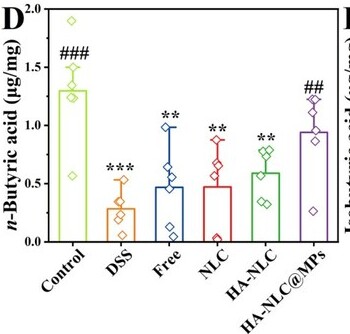 D
n-Butyric acid (μg/mg)
2.0
1.5
1.0
0.5
0.0
###
***
**
**
**
##
Control
DSS
Free
NLC
HA-NLC
HA-NLC@MPs